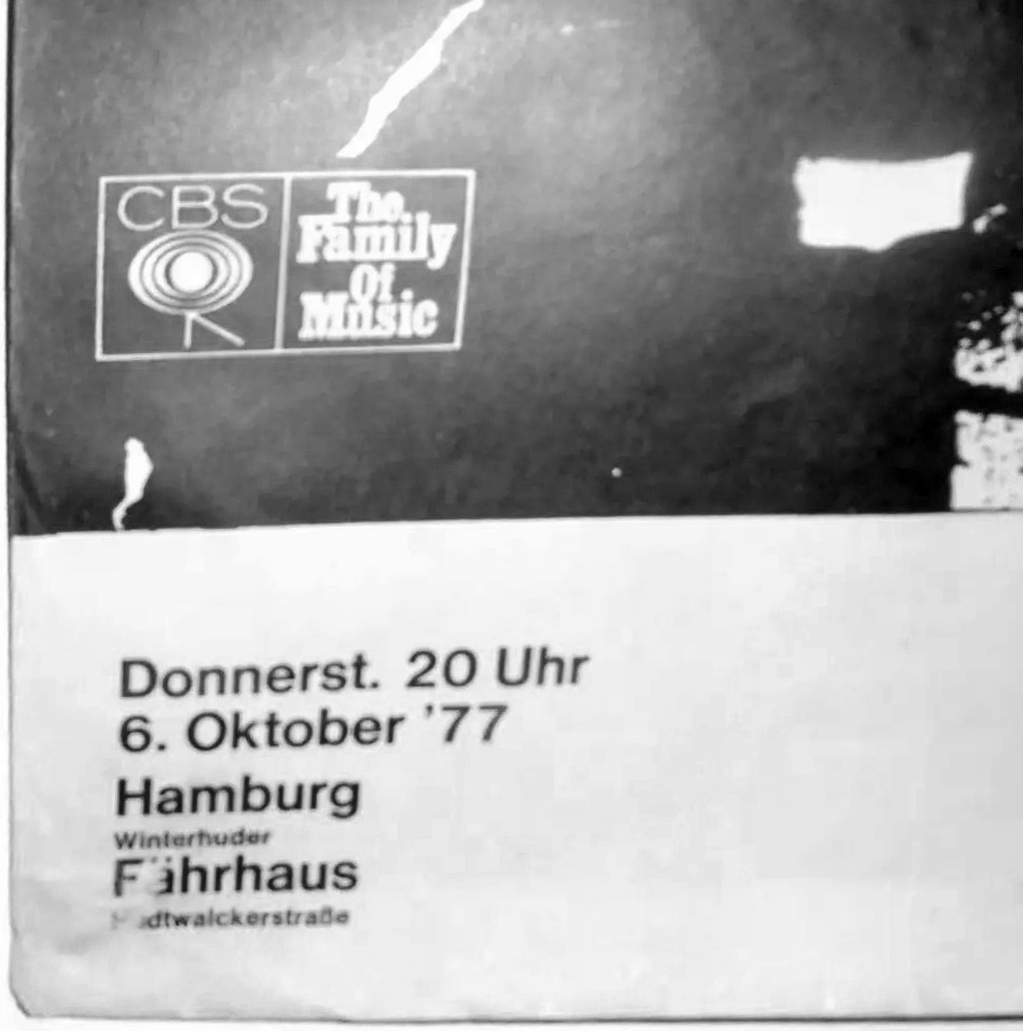 CBS
The
Family
Of
Music
Donnerst. 20 Uhr
6. Oktober '77
Hamburg
Winterhuder
Fährhaus